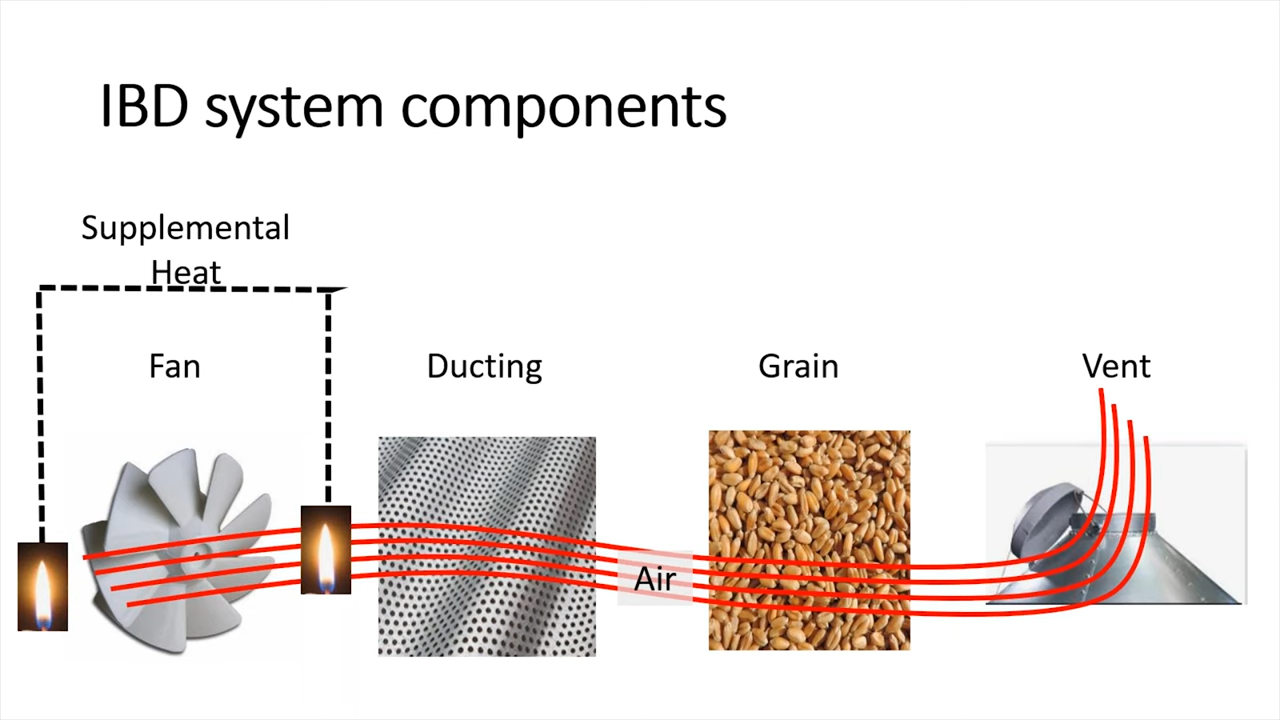 IBD system components
Supplemental
Heat
Fan
Ducting
Grain
Vent
Air